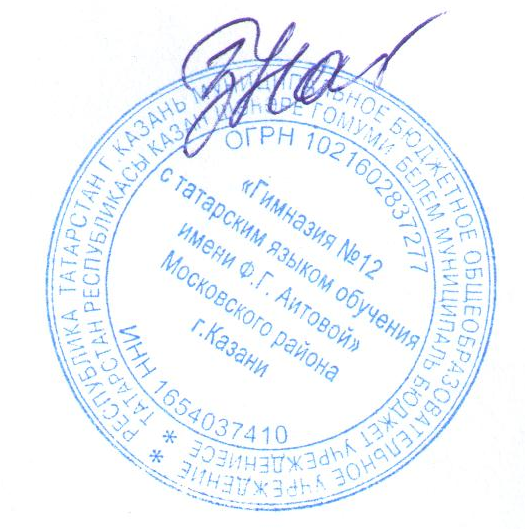 РЕСПУБЛИКА ТАТАРСТАН Г.КАЗАНЬ МУНИЦИПАЛЬНОЕ БЮДЖЕТНОЕ ОБЩЕОБРАЗОВАТЕЛЬНОЕ УЧРЕЖДЕНИЕ *
ТАТАРСТАН РЕСПУБЛИКАСЫ КАЗАН ШӘҺӘРЕ ГОМУМИ БЕЛЕМ МУНИЦИПАЛЬ БЮДЖЕТ УЧРЕЖДЕНИЕСЕ *
ОГРН 1021602837277
«Гимназия №12
с татарским языком обучения
имени Ф.Г. Аитовой»
Московского района
г.Казани
ИНН 1654037410